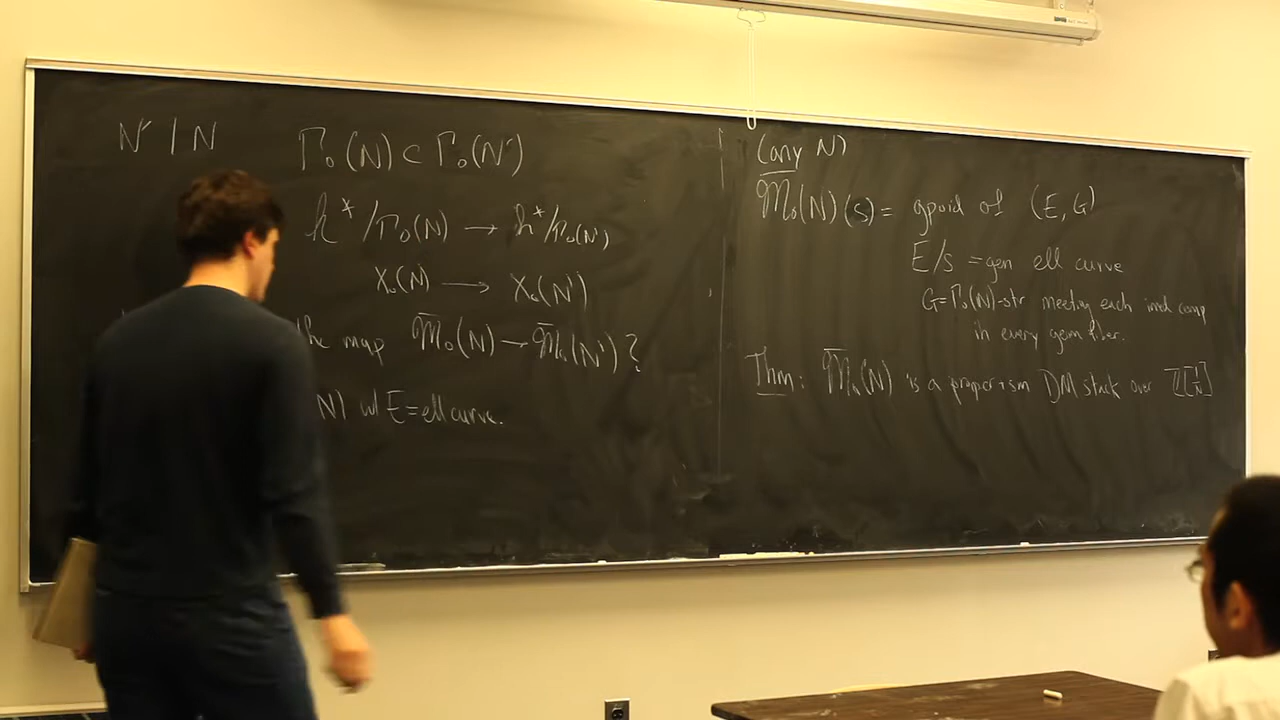 N' | N Γ₀(N) ⊂ Γ₀(N')
h*/Γ₀(N) → h*/Γ₀(N')
X₀(N) → X₀(N')
the map M̄₀(N) → M̄₀(N')?
N) w/ E = ell curve.
(any N)
M̄₀(N)(S) = gpoid of (E, G)
E/S = gen ell curve
G = Γ₀(N)-str meeting each irred comp
in every geom fiber.
Thm: M̄₀(N) is a proper + sm DM stack over ℤ[1/N]